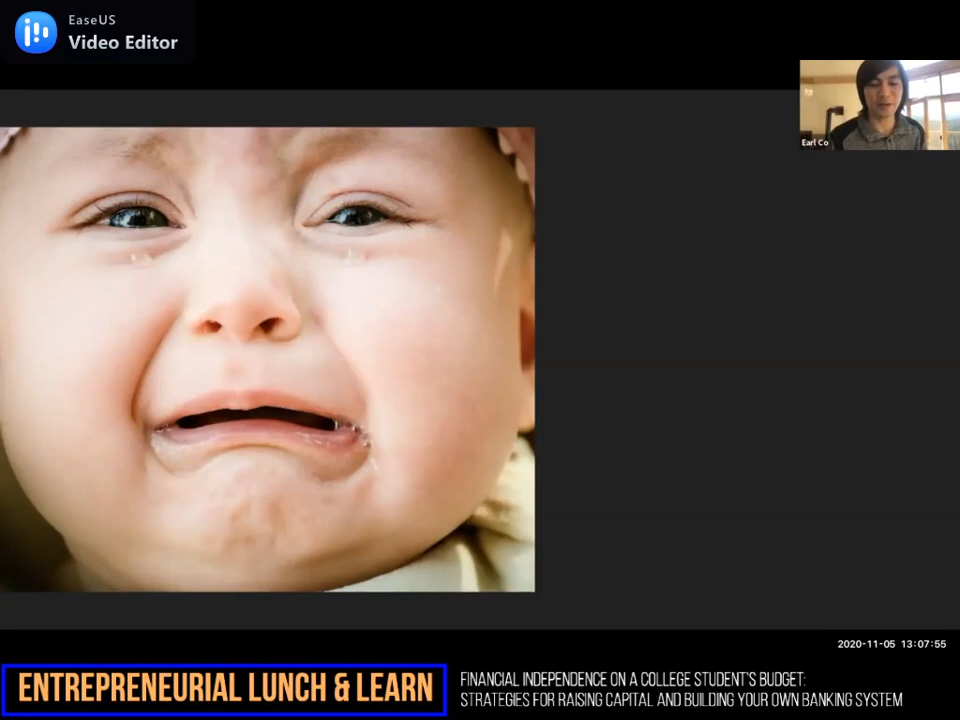 EaseUS
Video Editor
Earl Co
2020-11-05 13:07:55
ENTREPRENEURIAL LUNCH & LEARN
FINANCIAL INDEPENDENCE ON A COLLEGE STUDENT'S BUDGET:
STRATEGIES FOR RAISING CAPITAL AND BUILDING YOUR OWN BANKING SYSTEM